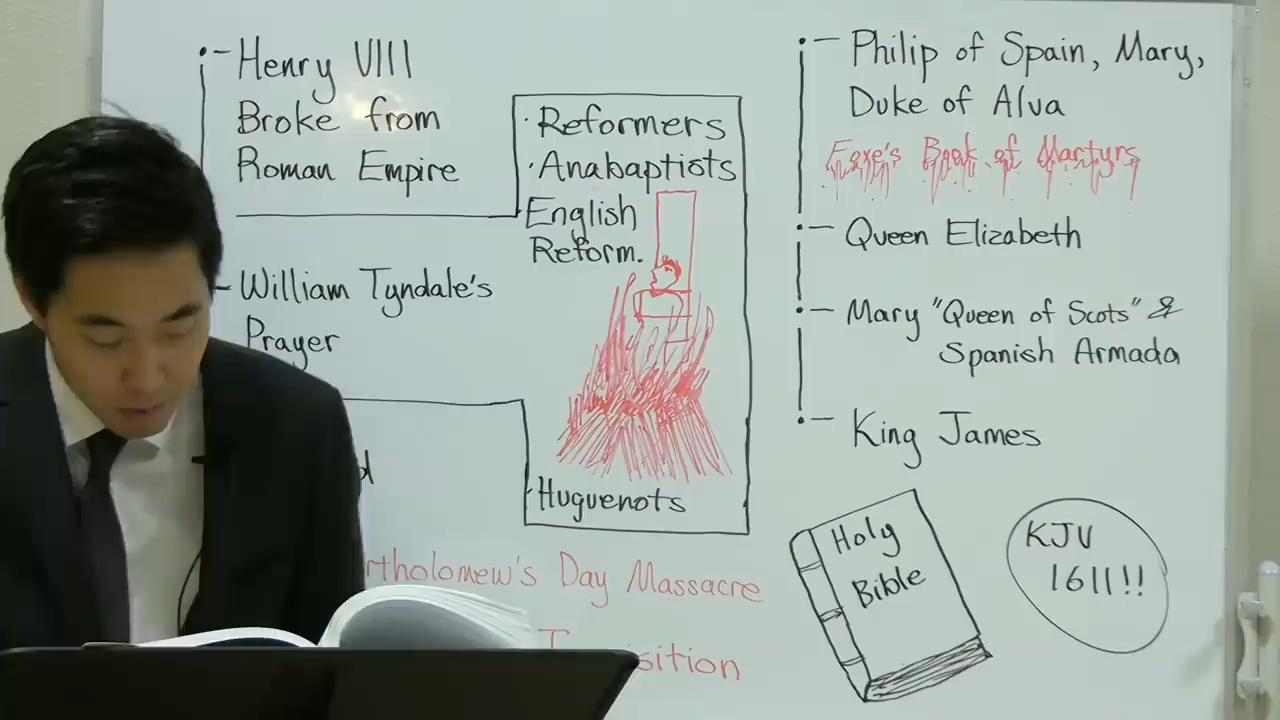 Henry VIII
Broke from
Roman Empire
William Tyndale's
Prayer
· Reformers
· Anabaptists
English
Reform.
· Huguenots
Day Massacre
Philip of Spain, Mary,
Duke of Alva
Foxe's Book of Martyrs
Queen Elizabeth
Mary "Queen of Scots" &
Spanish Armada
King James
Holy
Bible
KJV
1611!!